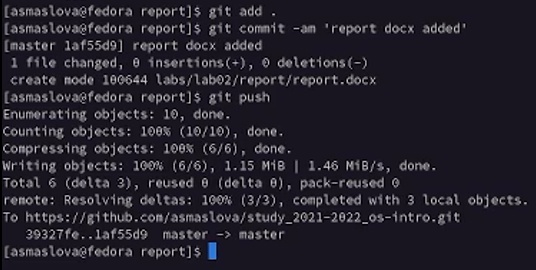 [asmaslova@fedora report]$ git add .
[asmaslova@fedora report]$ git commit -am 'report docx added'
[master 1af55d9] report docx added
 1 file changed, 0 insertions(+), 0 deletions(-)
 create mode 100644 labs/lab02/report/report.docx
[asmaslova@fedora report]$ git push
Enumerating objects: 10, done.
Counting objects: 100% (10/10), done.
Compressing objects: 100% (6/6), done.
Writing objects: 100% (6/6), 1.15 MiB | 1.46 MiB/s, done.
Total 6 (delta 3), reused 0 (delta 0), pack-reused 0
remote: Resolving deltas: 100% (3/3), completed with 3 local objects.
To https://github.com/asmaslova/study_2021-2022_os-intro.git
   39327fe..1af55d9  master -> master
[asmaslova@fedora report]$